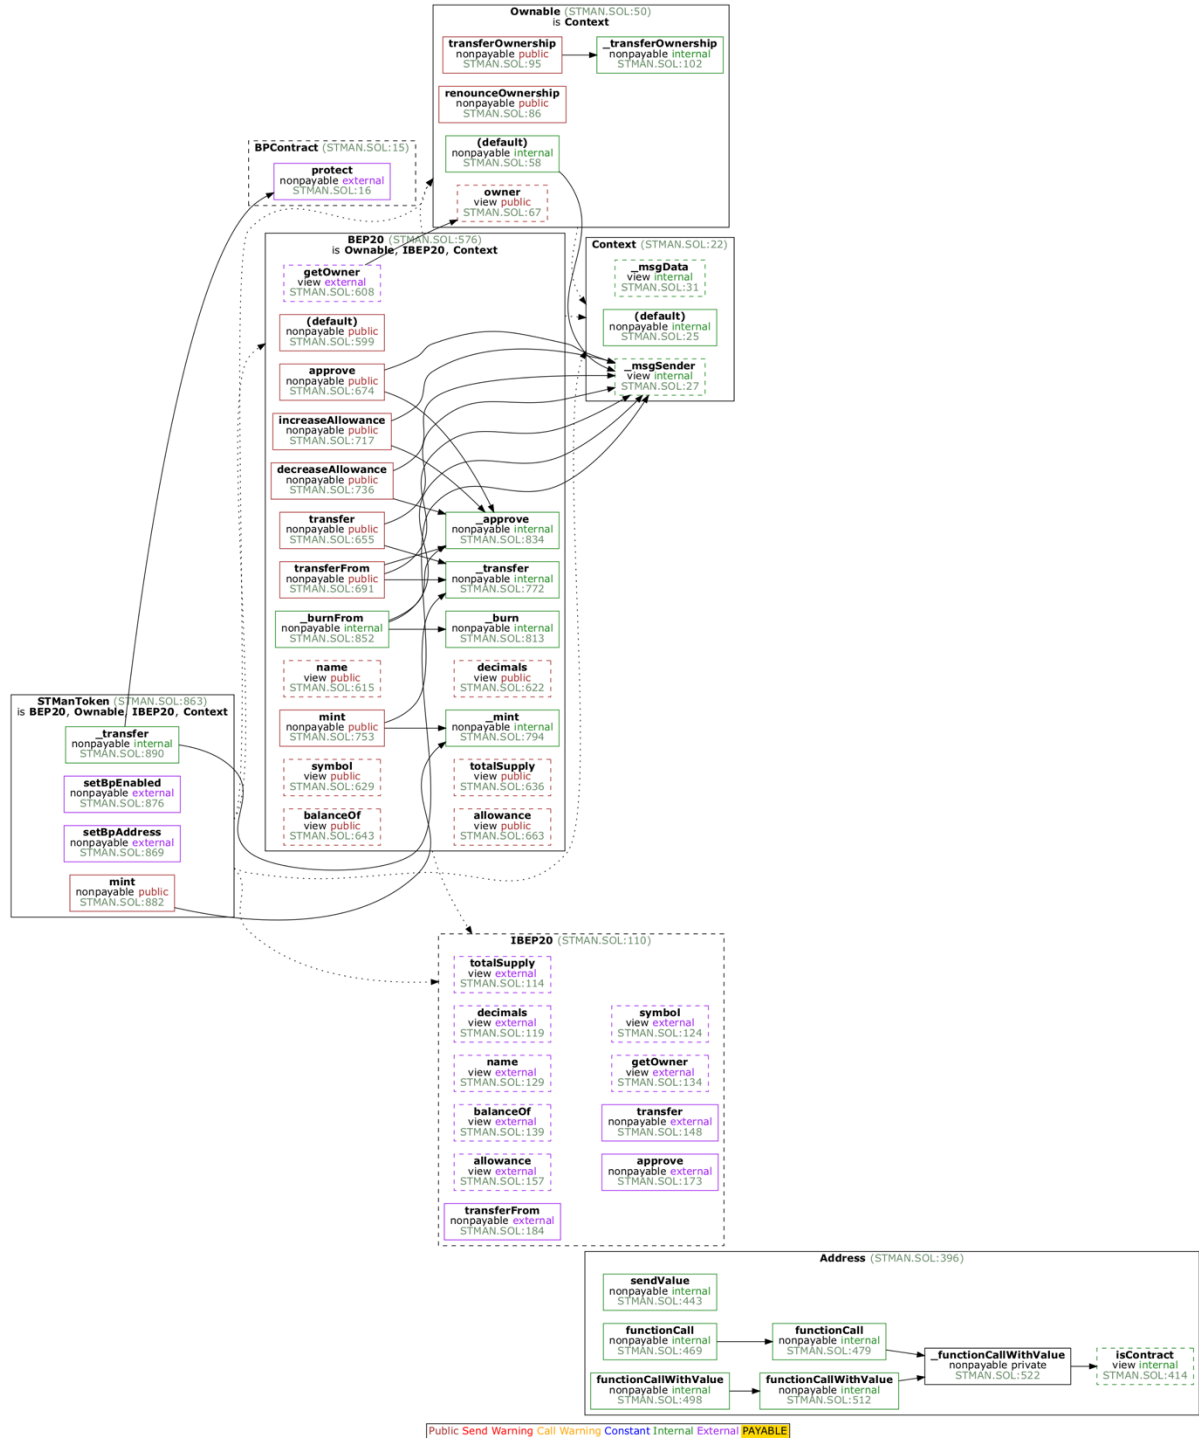 Ownable (STMAN.SOL:50)
is Context
transferOwnership
nonpayable public
STMAN.SOL:95
_transferOwnership
nonpayable internal
STMAN.SOL:102
renounceOwnership
nonpayable public
STMAN.SOL:86
(default)
nonpayable internal
STMAN.SOL:58
owner
view public
STMAN.SOL:67
BPContract (STMAN.SOL:15)
protect
nonpayable external
STMAN.SOL:16
BEP20 (STMAN.SOL:576)
is Ownable, IBEP20, Context
getOwner
view external
STMAN.SOL:608
(default)
nonpayable public
STMAN.SOL:599
approve
nonpayable public
STMAN.SOL:674
increaseAllowance
nonpayable public
STMAN.SOL:717
decreaseAllowance
nonpayable public
STMAN.SOL:736
transfer
nonpayable public
STMAN.SOL:655
_approve
nonpayable internal
STMAN.SOL:834
transferFrom
nonpayable public
STMAN.SOL:691
_transfer
nonpayable internal
STMAN.SOL:772
_burnFrom
nonpayable internal
STMAN.SOL:852
_burn
nonpayable internal
STMAN.SOL:813
name
view public
STMAN.SOL:615
decimals
view public
STMAN.SOL:622
mint
nonpayable public
STMAN.SOL:753
_mint
nonpayable internal
STMAN.SOL:794
symbol
view public
STMAN.SOL:629
totalSupply
view public
STMAN.SOL:636
balanceOf
view public
STMAN.SOL:643
allowance
view public
STMAN.SOL:663
Context (STMAN.SOL:22)
_msgData
view internal
STMAN.SOL:31
(default)
nonpayable internal
STMAN.SOL:25
_msgSender
view internal
STMAN.SOL:27
STManToken (STMAN.SOL:863)
is BEP20, Ownable, IBEP20, Context
_transfer
nonpayable internal
STMAN.SOL:890
setBpEnabled
nonpayable external
STMAN.SOL:876
setBpAddress
nonpayable external
STMAN.SOL:869
mint
nonpayable public
STMAN.SOL:882
IBEP20 (STMAN.SOL:110)
totalSupply
view external
STMAN.SOL:114
decimals
view external
STMAN.SOL:119
symbol
view external
STMAN.SOL:124
name
view external
STMAN.SOL:129
getOwner
view external
STMAN.SOL:134
balanceOf
view external
STMAN.SOL:139
transfer
nonpayable external
STMAN.SOL:148
allowance
view external
STMAN.SOL:157
approve
nonpayable external
STMAN.SOL:173
transferFrom
nonpayable external
STMAN.SOL:184
Address (STMAN.SOL:396)
sendValue
nonpayable internal
STMAN.SOL:443
functionCall
nonpayable internal
STMAN.SOL:469
functionCall
nonpayable internal
STMAN.SOL:479
functionCallWithValue
nonpayable internal
STMAN.SOL:498
functionCallWithValue
nonpayable internal
STMAN.SOL:512
_functionCallWithValue
nonpayable private
STMAN.SOL:522
isContract
view internal
STMAN.SOL:414
Public Send Warning Call Warning Constant Internal External PAYABLE